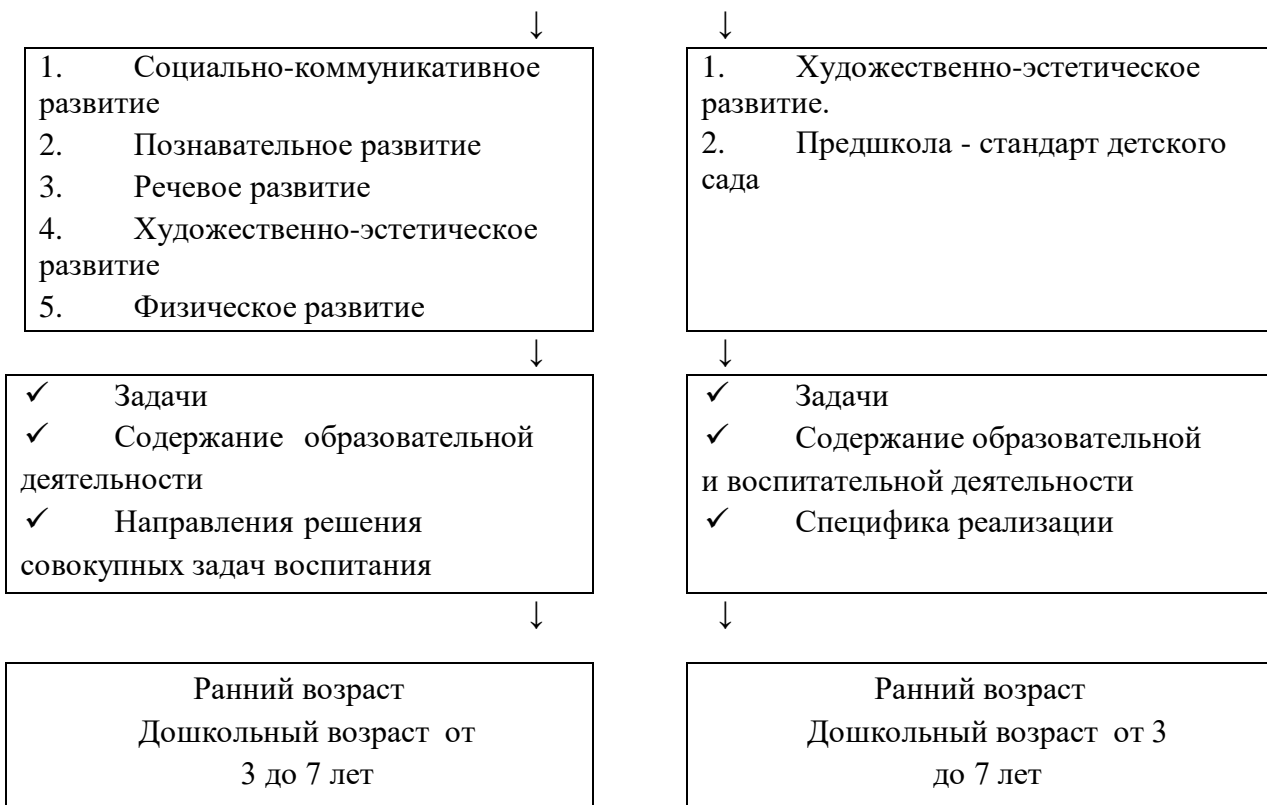 ↓ ↓
1. Социально-коммуникативное
развитие
2. Познавательное развитие
3. Речевое развитие
4. Художественно-эстетическое
развитие
5. Физическое развитие
1. Художественно-эстетическое
развитие.
2. Предшкола - стандарт детского
сада
↓ ↓
✓ Задачи
✓ Содержание образовательной
деятельности
✓ Направления решения
совокупных задач воспитания
✓ Задачи
✓ Содержание образовательной
и воспитательной деятельности
✓ Специфика реализации
↓ ↓
Ранний возраст
Дошкольный возраст от
3 до 7 лет
Ранний возраст
Дошкольный возраст от 3
до 7 лет